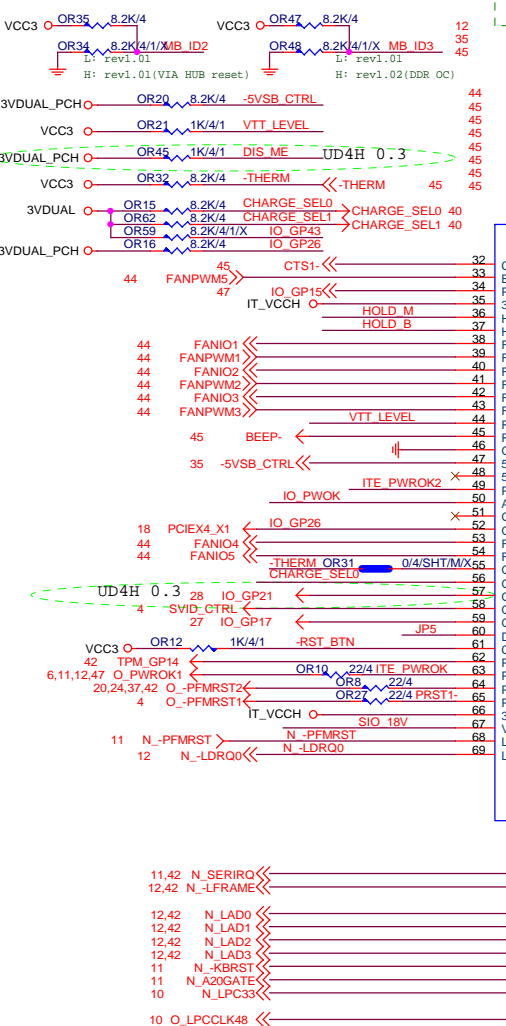 OR35 8.2K/4 OR47 8.2K/4
VCC3 VCC3 12
35
OR34 8.2K/4/1/X MB_ID2 OR48 8.2K/4/1/X MB_ID3 45
L: rev1.01 L: rev1.01
H: rev1.01(VIA HUB reset) H: rev1.02(DDR OC)
3VDUAL_PCH OR20 8.2K/4 -5VSB_CTRL 44
45
VCC3 OR21 1K/4/1 VTT_LEVEL 45
45
3VDUAL_PCH OR45 1K/4/1 DIS_ME UD4H 0.3 45
45
VCC3 OR32 8.2K/4 -THERM -THERM 45 45
3VDUAL OR15 8.2K/4 CHARGE_SEL0 CHARGE_SEL0 40
OR62 8.2K/4 CHARGE_SEL1 CHARGE_SEL1 40
OR59 8.2K/4/1/X IO_GP43
3VDUAL_PCH OR16 8.2K/4 IO_GP26
45 CTS1- 32
44 FANPWM5 33
47 IO_GP15 34
IT_VCCH 35
HOLD_M 36
HOLD_B 37
44 FANIO1 38
44 FANPWM1 39
44 FANIO2 40
44 FANPWM2 41
44 FANIO3 42
44 FANPWM3 43
VTT_LEVEL 44
45 BEEP- 45
46
35 -5VSB_CTRL 47
48
ITE_PWROK2 49
IO_PWOK 50
51
18 PCIEX4_X1 IO_GP26 52
44 FANIO4 53
44 FANIO5 54
-THERM OR31 0/4/SHT/M/X 55
CHARGE_SEL0 56
UD4H 0.3 28 IO_GP21 57
4 SVID_CTRL 58
27 IO_GP17 59
JP5 60
VCC3 OR12 1K/4/1 -RST_BTN 61
42 TPM_GP14 62
6,11,12,47 O_PWROK1 OR10 22/4 ITE_PWROK 63
20,24,37,42 O_-PFMRST2 OR8 22/4 64
4 O_-PFMRST1 OR27 22/4 PRST1- 65
IT_VCCH 66
SIO_18V 67
11 N_-PFMRST N_-PFMRST 68
12 N_-LDRQ0 N_-LDRQ0 69
11,42 N_SERIRQ
12,42 N_-LFRAME
12,42 N_LAD0
12,42 N_LAD1
12,42 N_LAD2
12,42 N_LAD3
11 N_-KBRST
11 N_A20GATE
10 N_LPC33
10 O_LPCCLK48